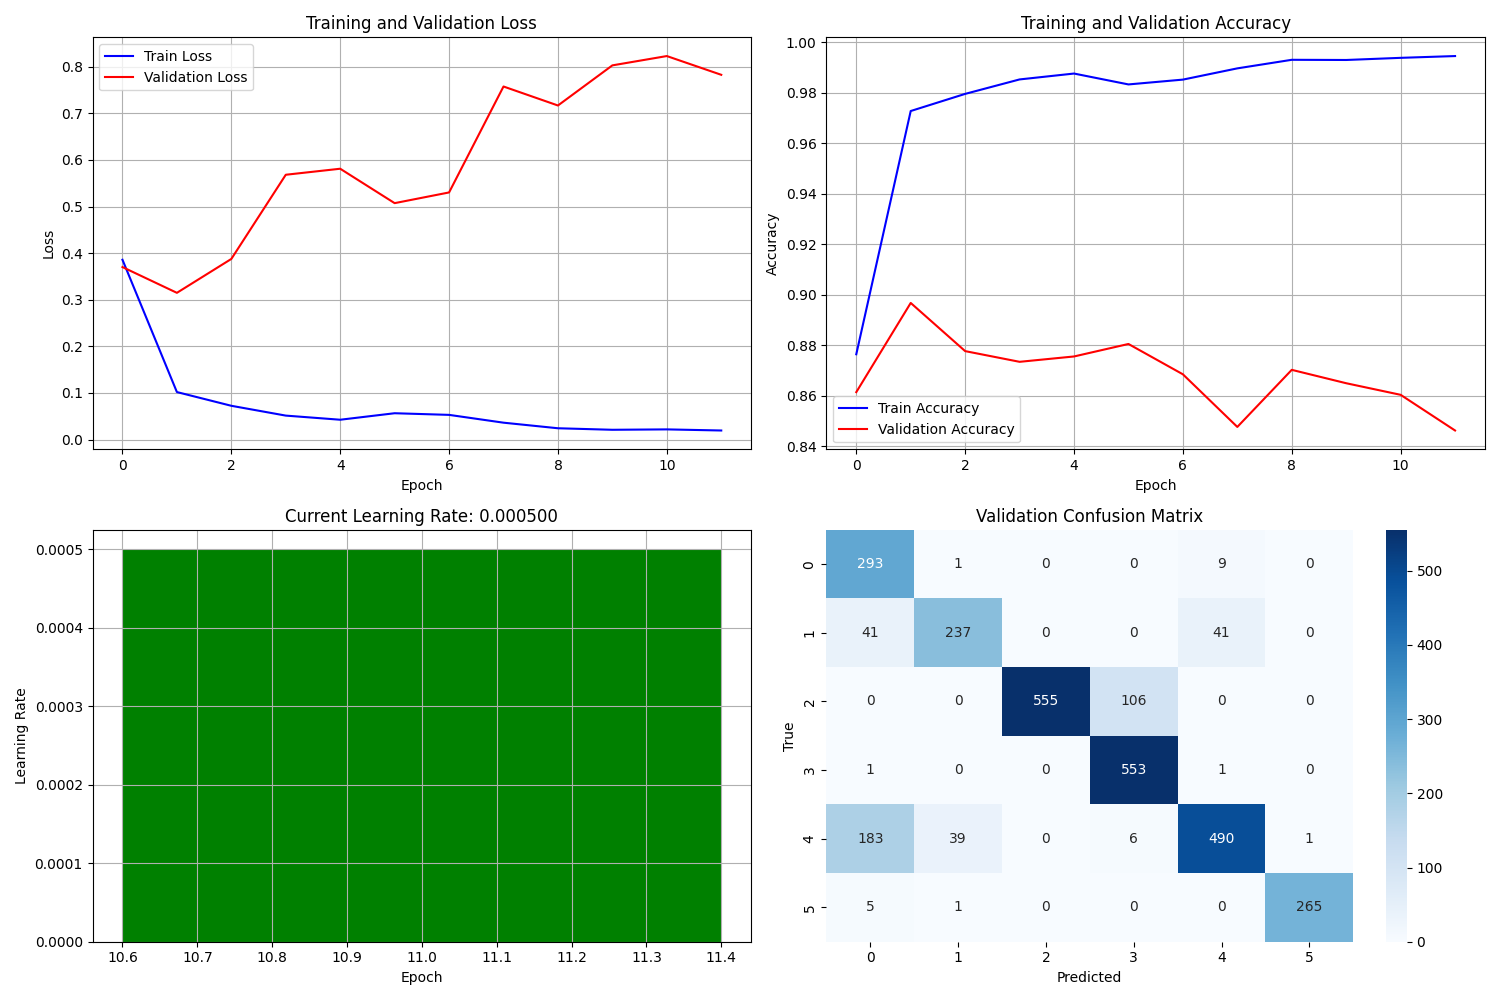 Training and Validation Loss
Train Loss
Validation Loss
0.8
0.7
0.6
0.5
0.4
0.3
0.2
0.1
0.0
Loss
0 2 4 6 8 10
Epoch
Training and Validation Accuracy
1.00
0.98
0.96
0.94
0.92
0.90
0.88
0.86
0.84
Accuracy
Train Accuracy
Validation Accuracy
0 2 4 6 8 10
Epoch
Current Learning Rate: 0.000500
0.0005
0.0004
0.0003
0.0002
0.0001
0.0000
Learning Rate
10.6 10.7 10.8 10.9 11.0 11.1 11.2 11.3 11.4
Epoch
Validation Confusion Matrix
0 293 1 0 0 9 0
1 41 237 0 0 41 0
2 0 0 555 106 0 0
3 1 0 0 553 1 0
4 183 39 0 6 490 1
5 5 1 0 0 0 265
True
0 1 2 3 4 5
Predicted
500
400
300
200
100
0